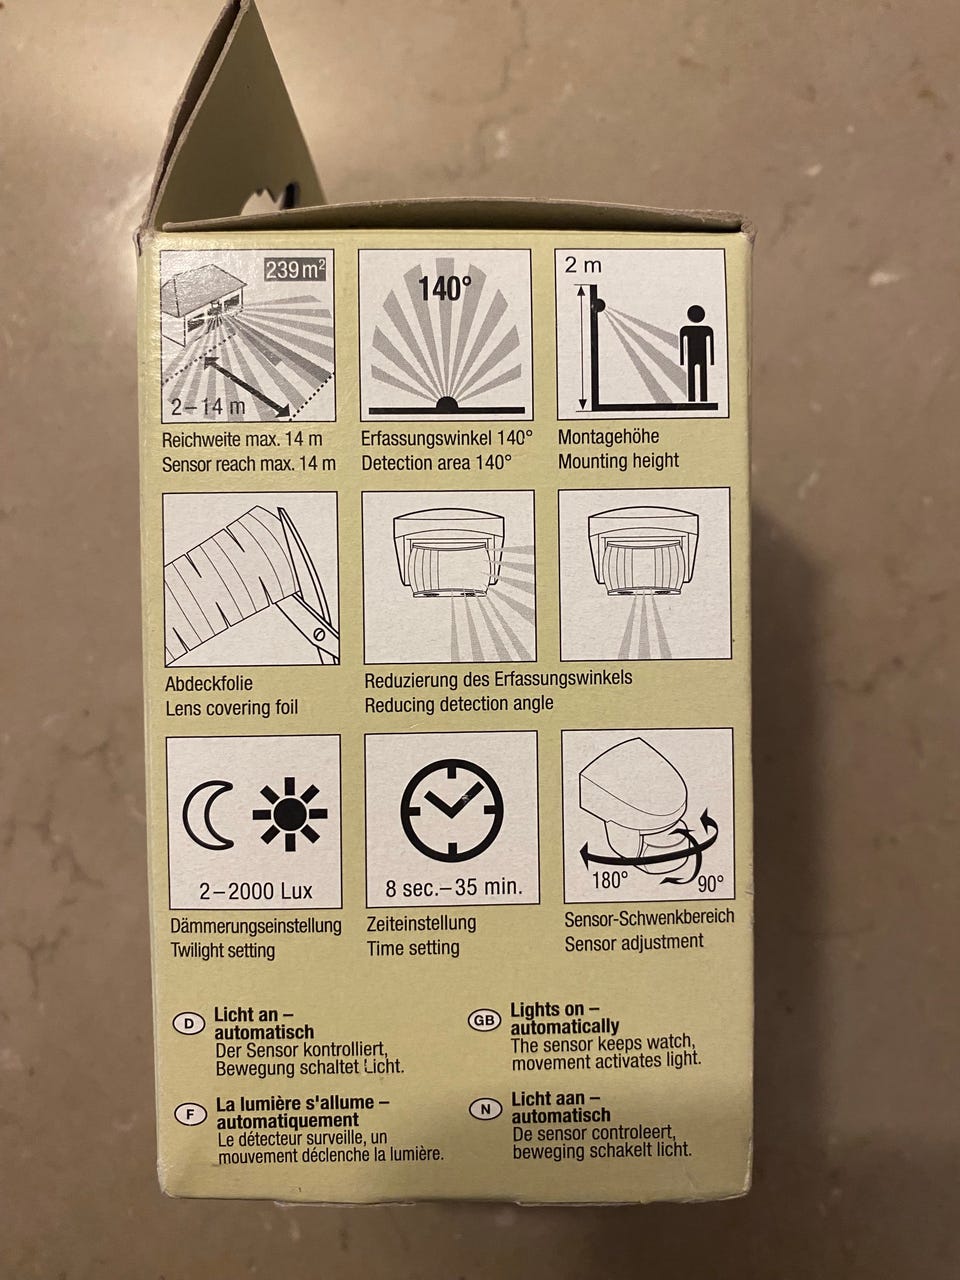 239 m²
2–14 m
Reichweite max. 14 m
Sensor reach max. 14 m
140°
Erfassungswinkel 140°
Detection area 140°
2 m
Montagehöhe
Mounting height
Abdeckfolie
Lens covering foil
Reduzierung des Erfassungswinkels
Reducing detection angle
2–2000 Lux
Dämmerungseinstellung
Twilight setting
8 sec.–35 min.
Zeiteinstellung
Time setting
180°
90°
Sensor-Schwenkbereich
Sensor adjustment
D
Licht an –
automatisch
Der Sensor kontrolliert,
Bewegung schaltet Licht.
GB
Lights on –
automatically
The sensor keeps watch,
movement activates light.
F
La lumière s'allume –
automatiquement
Le détecteur surveille, un
mouvement déclenche la lumière.
N
Licht aan –
automatisch
De sensor controleert,
beweging schakelt licht.